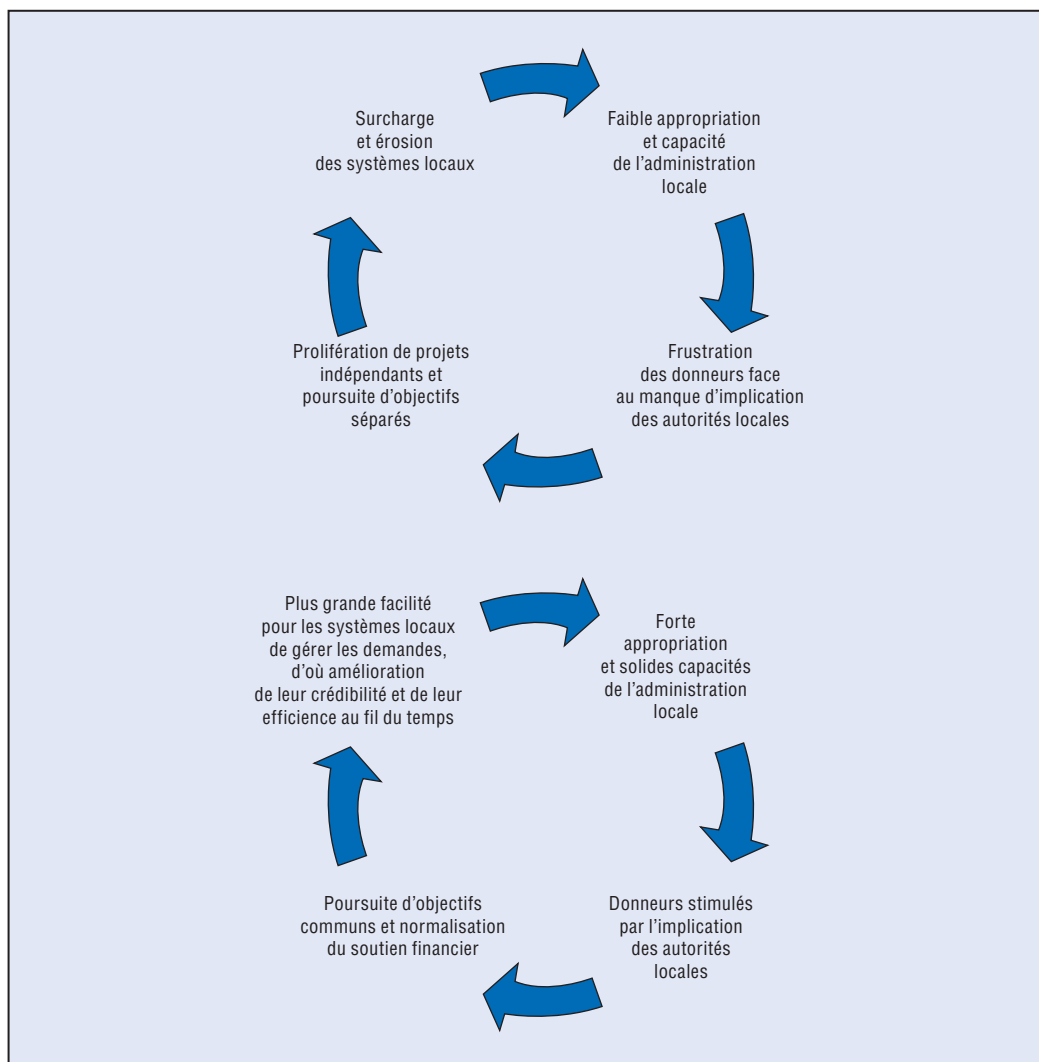 Surcharge
et érosion
des systèmes locaux
Faible appropriation
et capacité
de l'administration
locale
Prolifération de projets
indépendants et
poursuite d'objectifs
séparés
Frustration
des donneurs face
au manque d'implication
des autorités locales
Plus grande facilité
pour les systèmes locaux
de gérer les demandes,
d'où amélioration
de leur crédibilité et de leur
efficience au fil du temps
Forte
appropriation
et solides capacités
de l'administration
locale
Poursuite d'objectifs
communs et normalisation
du soutien financier
Donneurs stimulés
par l'implication
des autorités
locales